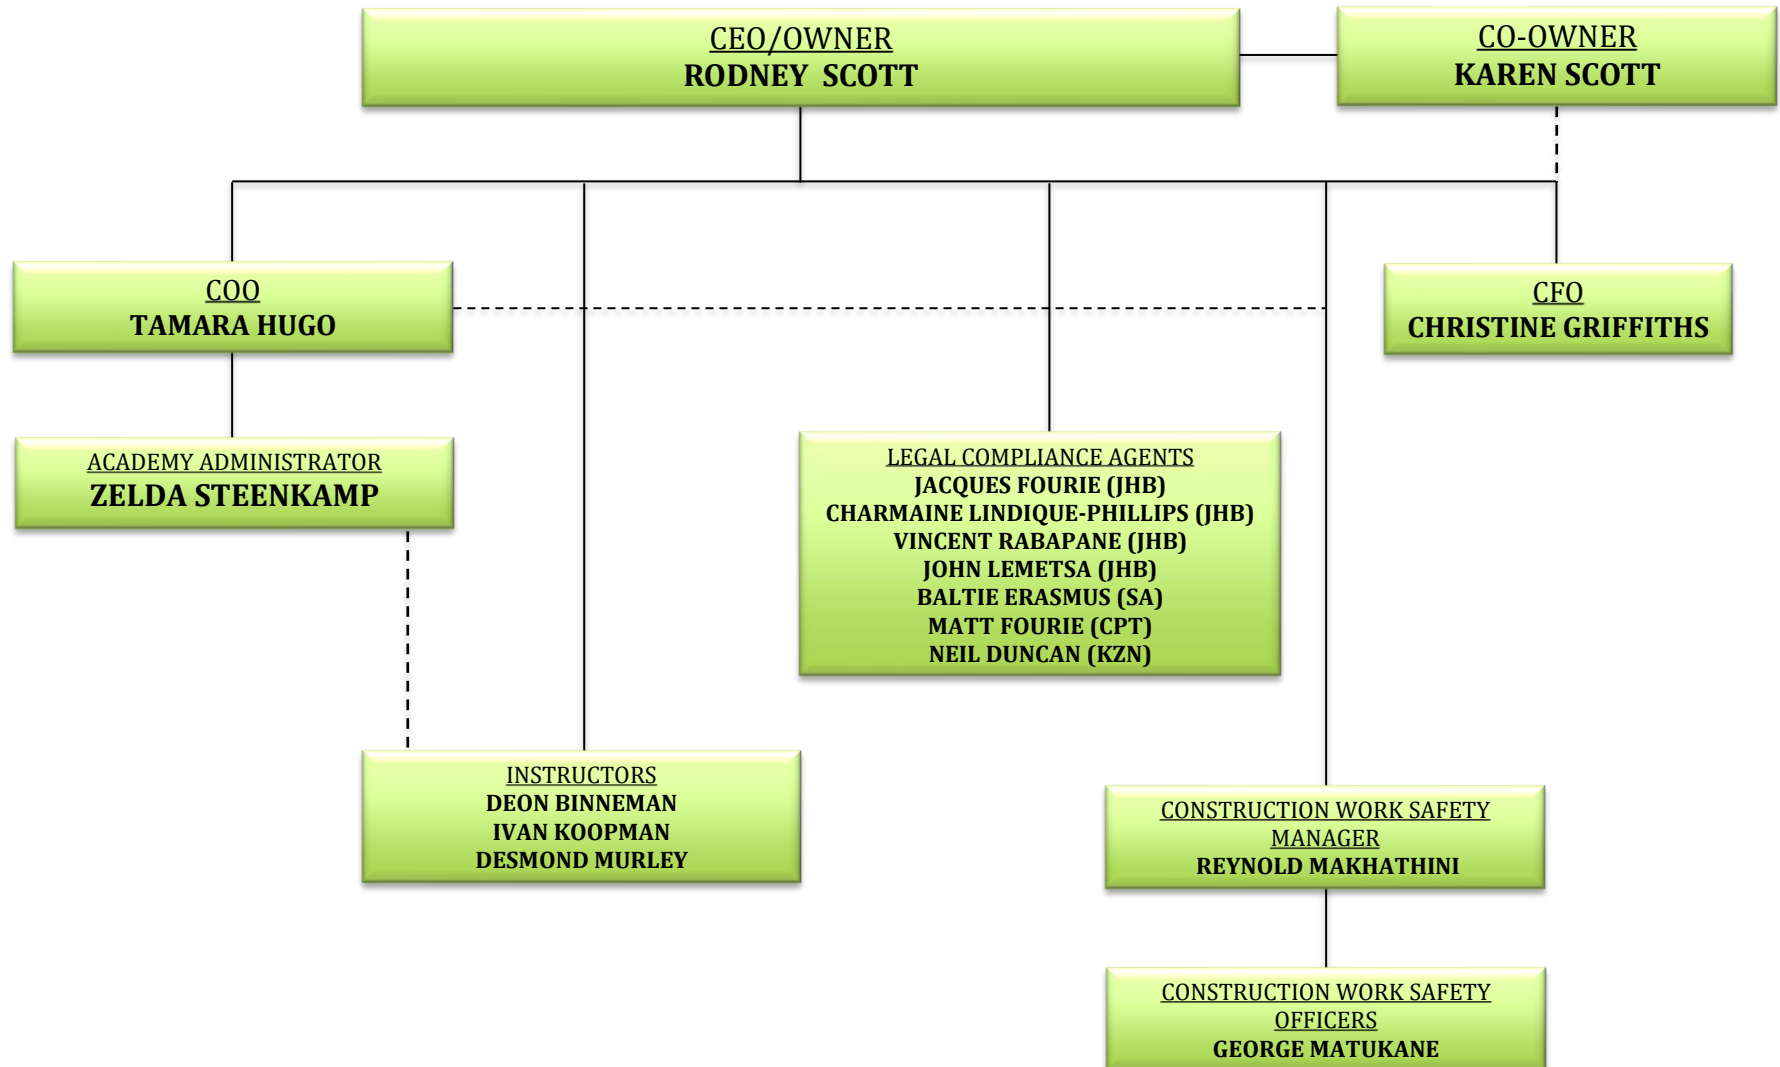 CEO/OWNER
RODNEY SCOTT
CO-OWNER
KAREN SCOTT
COO
TAMARA HUGO
CFO
CHRISTINE GRIFFITHS
ACADEMY ADMINISTRATOR
ZELDA STEENKAMP
LEGAL COMPLIANCE AGENTS
JACQUES FOURIE (JHB)
CHARMAINE LINDIQUE-PHILLIPS (JHB)
VINCENT RABAPANE (JHB)
JOHN LEMETSA (JHB)
BALTIE ERASMUS (SA)
MATT FOURIE (CPT)
NEIL DUNCAN (KZN)
INSTRUCTORS
DEON BINNEMAN
IVAN KOOPMAN
DESMOND MURLEY
CONSTRUCTION WORK SAFETY
MANAGER
REYNOLD MAKHATHINI
CONSTRUCTION WORK SAFETY
OFFICERS
GEORGE MATUKANE